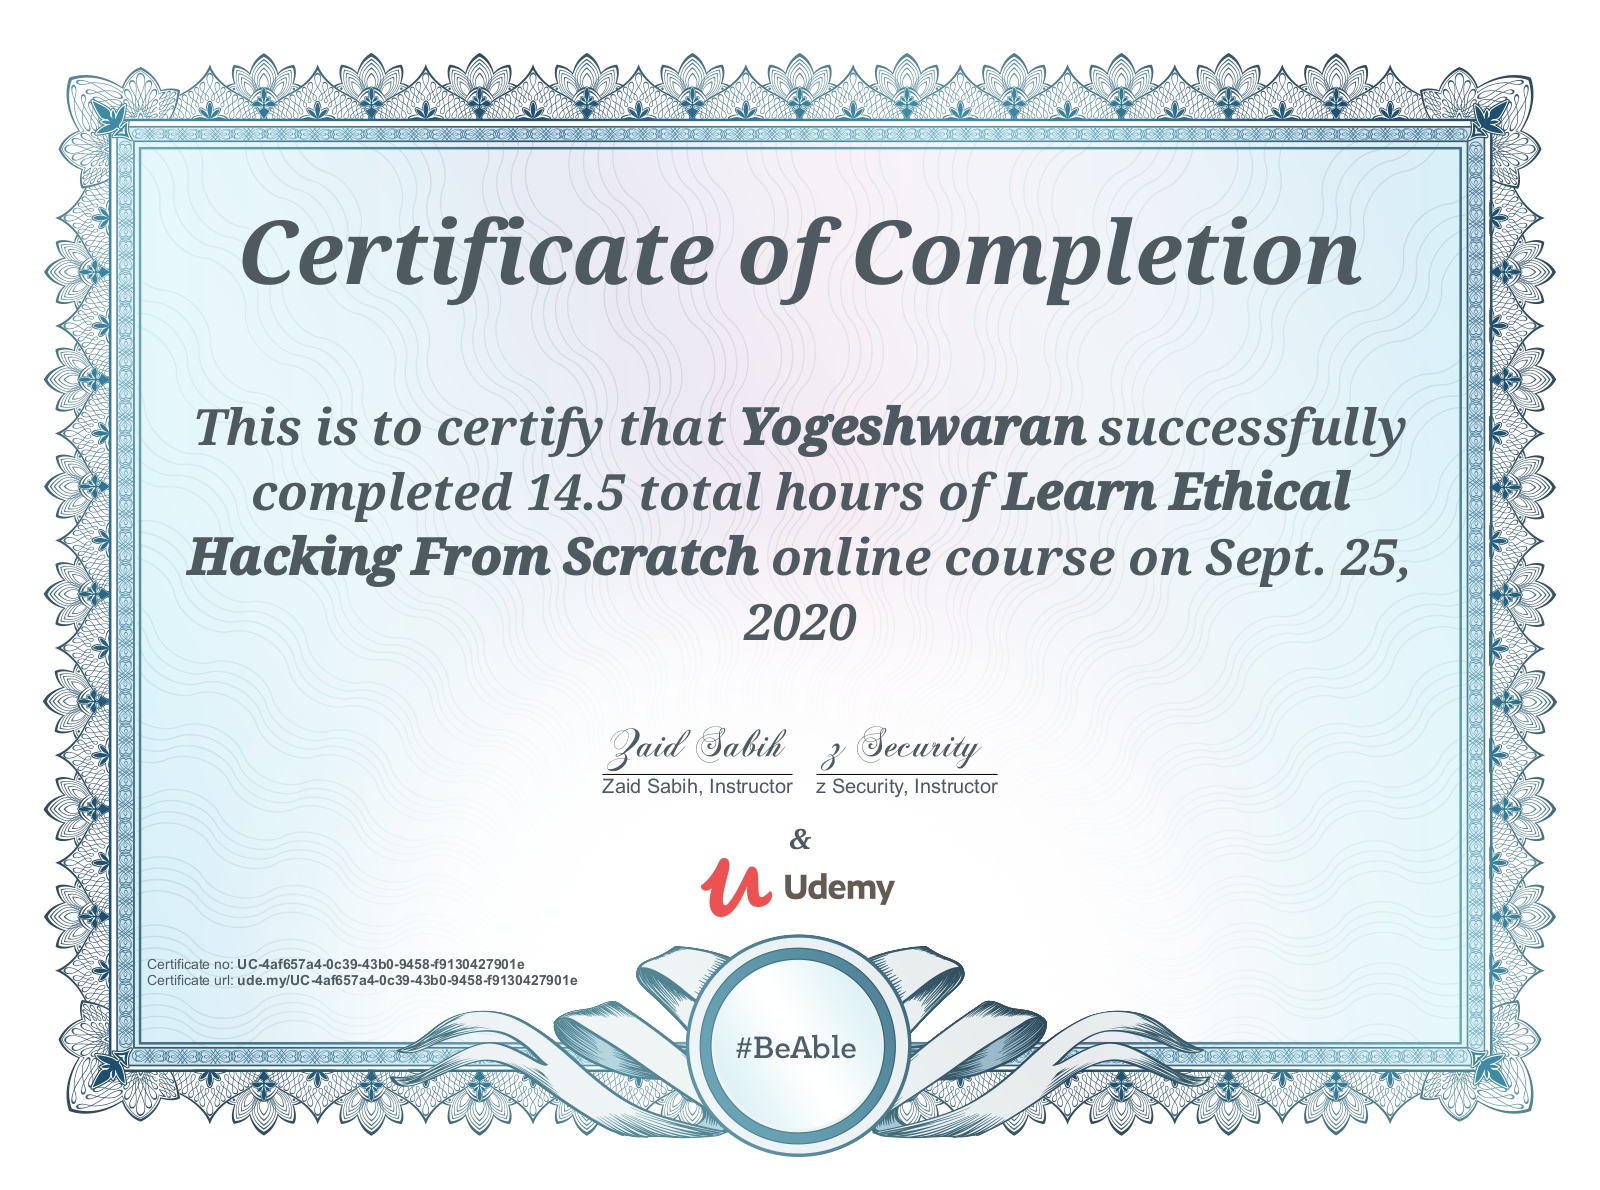 Certificate of Completion
This is to certify that Yogeshwaran successfully
completed 14.5 total hours of Learn Ethical
Hacking From Scratch online course on Sept. 25,
2020
Zaid Sabih z Security
Zaid Sabih, Instructor z Security, Instructor
&
Udemy
Certificate no: UC-4af657a4-0c39-43b0-9458-f9130427901e
Certificate url: ude.my/UC-4af657a4-0c39-43b0-9458-f9130427901e
#BeAble